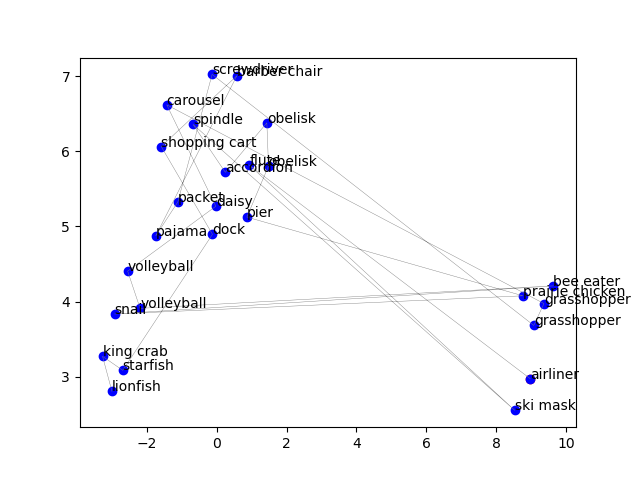 screwdriver
barber chair
7
carousel
spindle
obelisk
shopping cart
6
flute
obelisk
accordion
packet
daisy
pier
5
pajama
dock
volleyball
bee eater
prairie chicken
grasshopper
volleyball
snail
4
grasshopper
king crab
starfish
3
airliner
lionfish
ski mask
−2
0
2
4
6
8
10